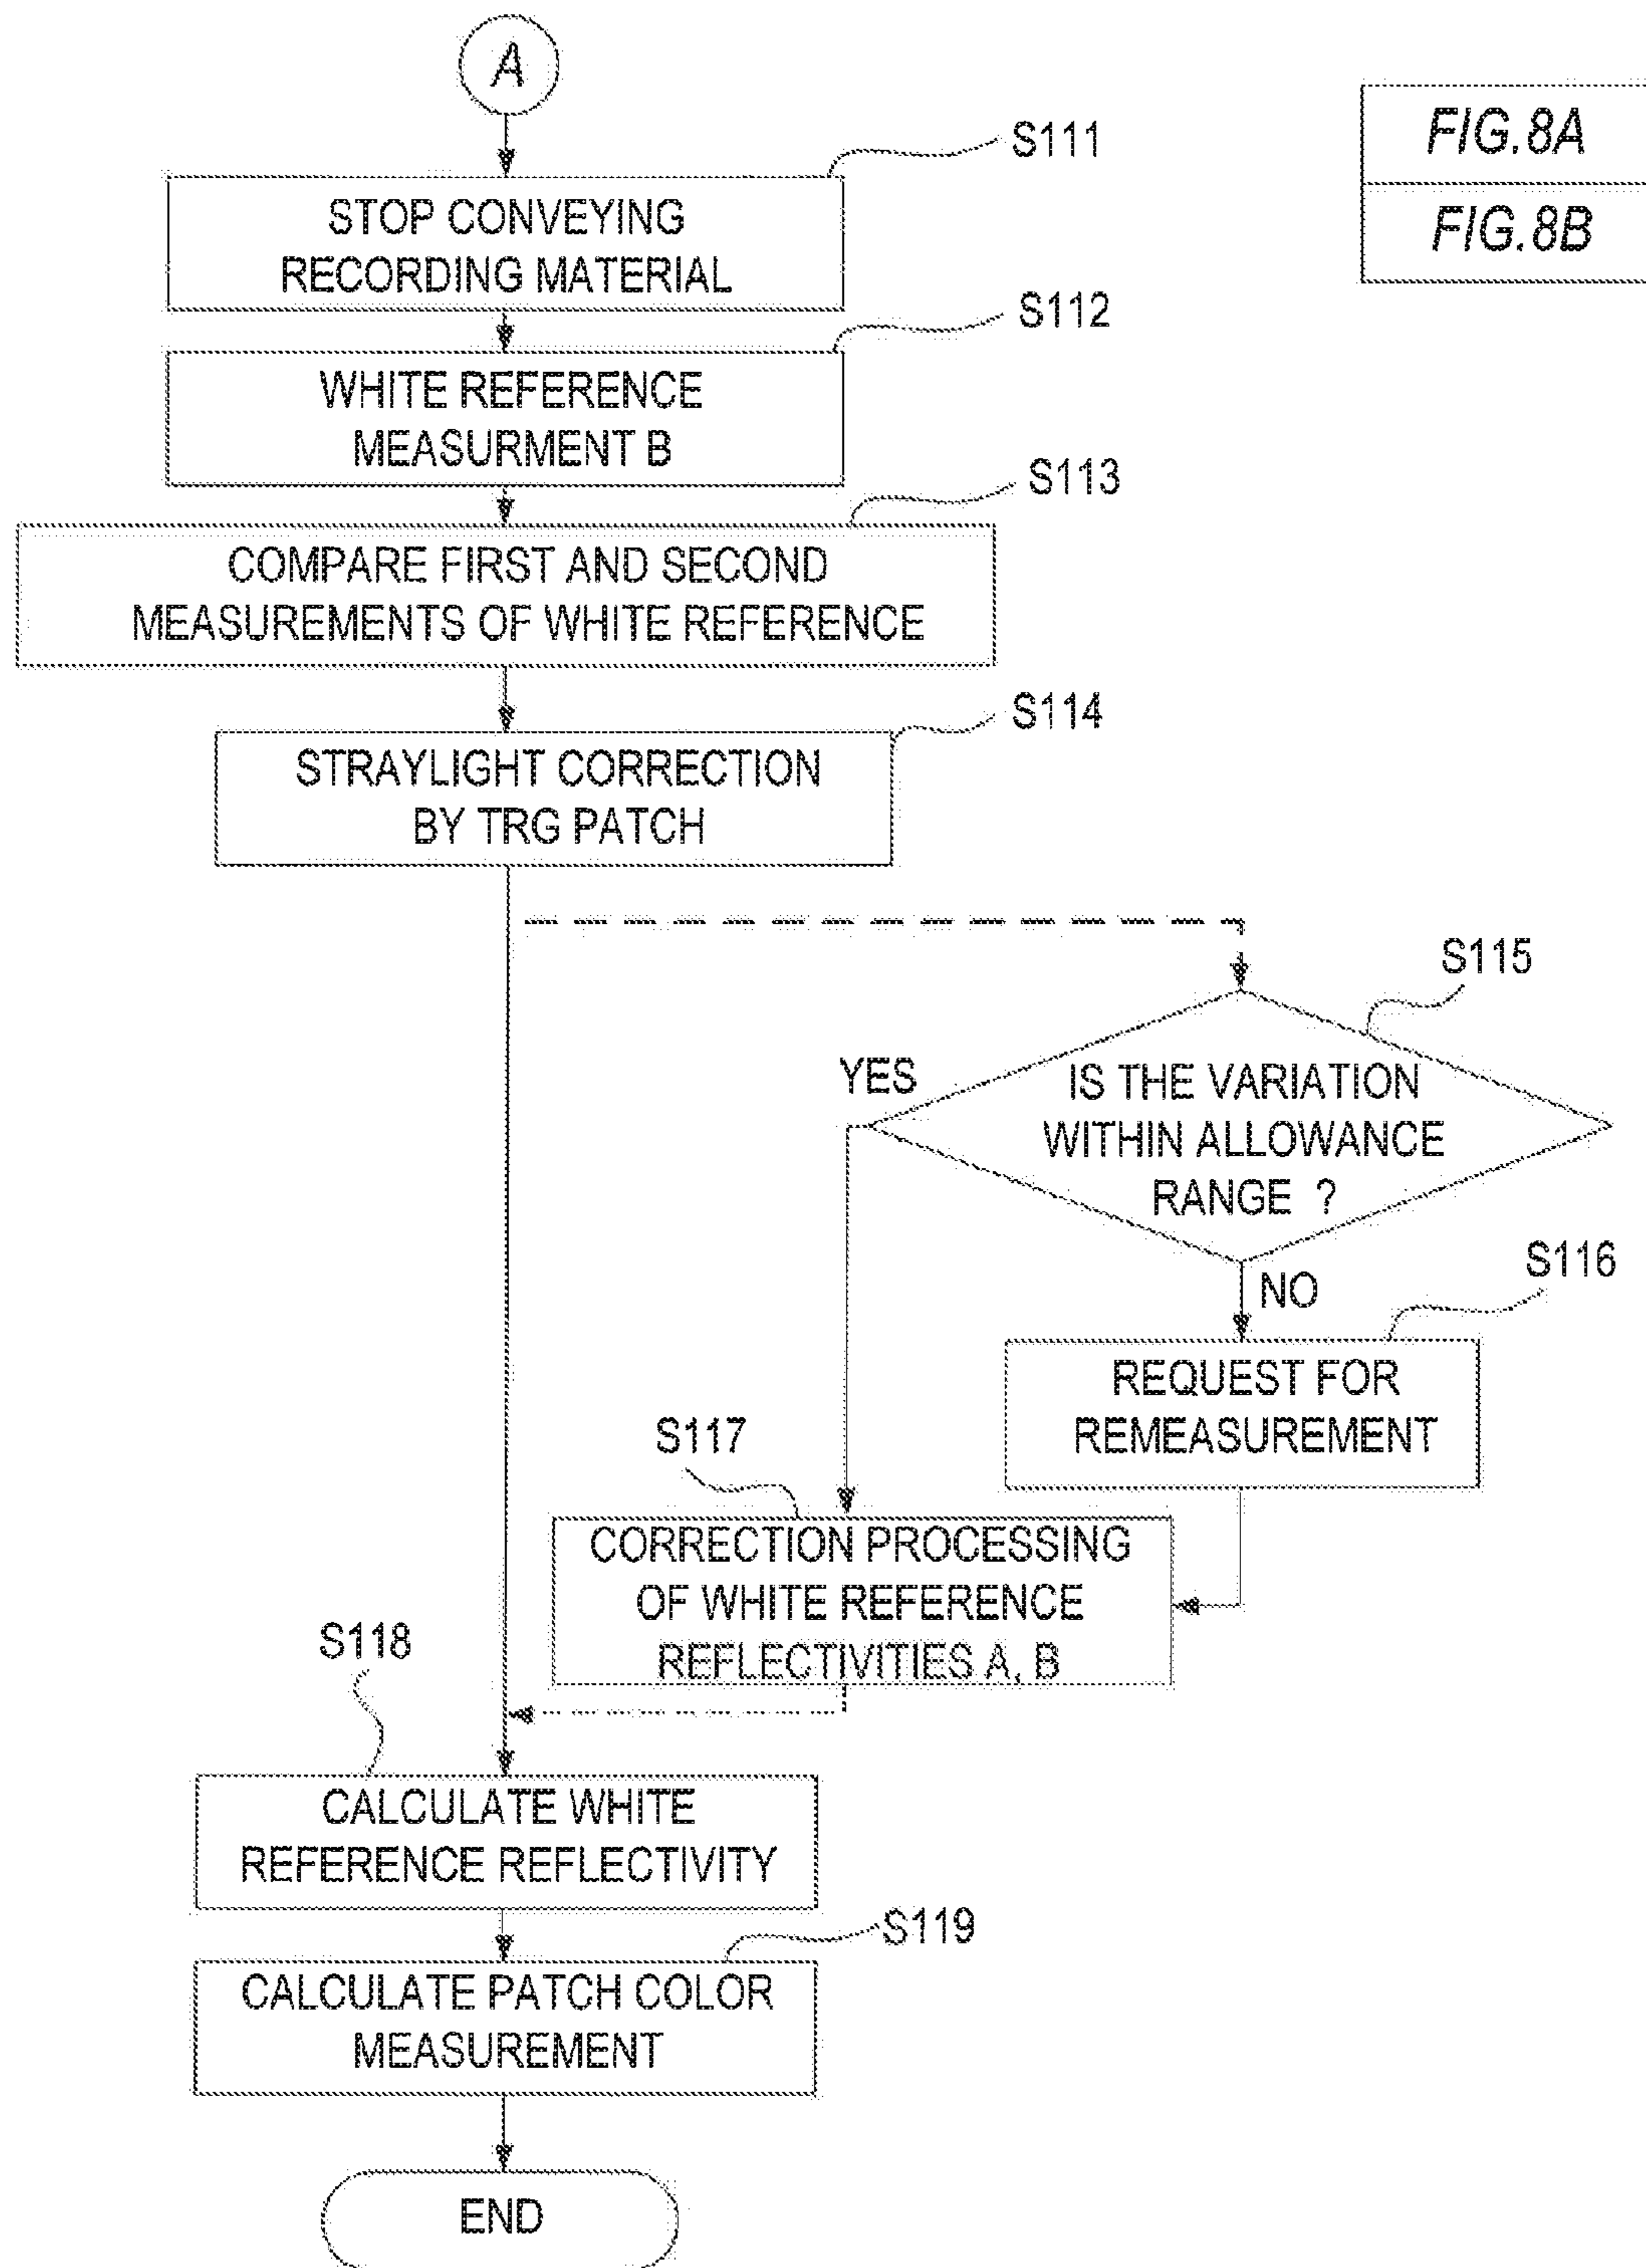 A
FIG.8A
FIG.8B
S111
STOP CONVEYING
RECORDING MATERIAL
S112
WHITE REFERENCE
MEASURMENT B
S113
COMPARE FIRST AND SECOND
MEASUREMENTS OF WHITE REFERENCE
S114
STRAYLIGHT CORRECTION
BY TRG PATCH
S115
YES
IS THE VARIATION
WITHIN ALLOWANCE
RANGE ?
NO
S116
REQUEST FOR
REMEASUREMENT
S117
CORRECTION PROCESSING
OF WHITE REFERENCE
REFLECTIVITIES A, B
S118
CALCULATE WHITE
REFERENCE REFLECTIVITY
S119
CALCULATE PATCH COLOR
MEASUREMENT
END